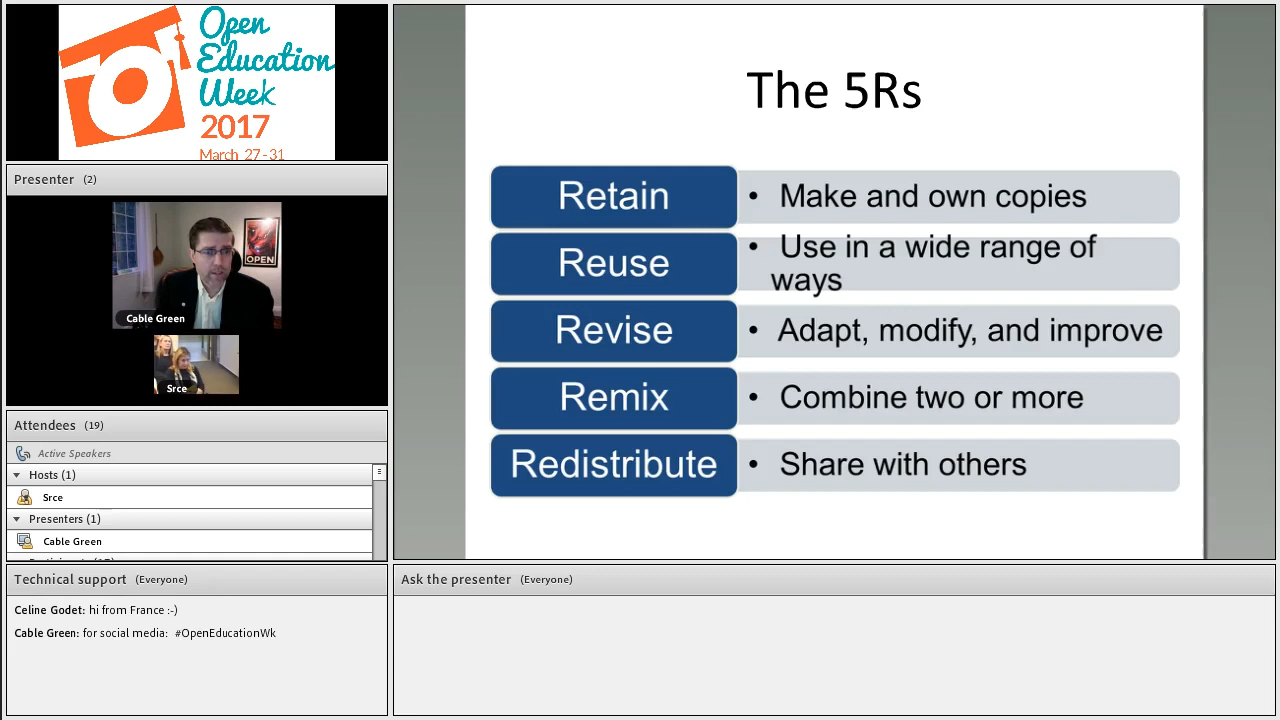 Open
Education
Week
2017
March 27-31
Presenter (2)
OPEN
Cable Green
Srce
Attendees (19)
Active Speakers
Hosts (1)
Srce
Presenters (1)
Cable Green
Technical support (Everyone)
Celine Godet: hi from France :-)
Cable Green: for social media: #OpenEducationWk
The 5Rs
Retain
• Make and own copies
Reuse
• Use in a wide range of
ways
Revise
• Adapt, modify, and improve
Remix
• Combine two or more
Redistribute
• Share with others
Ask the presenter (Everyone)